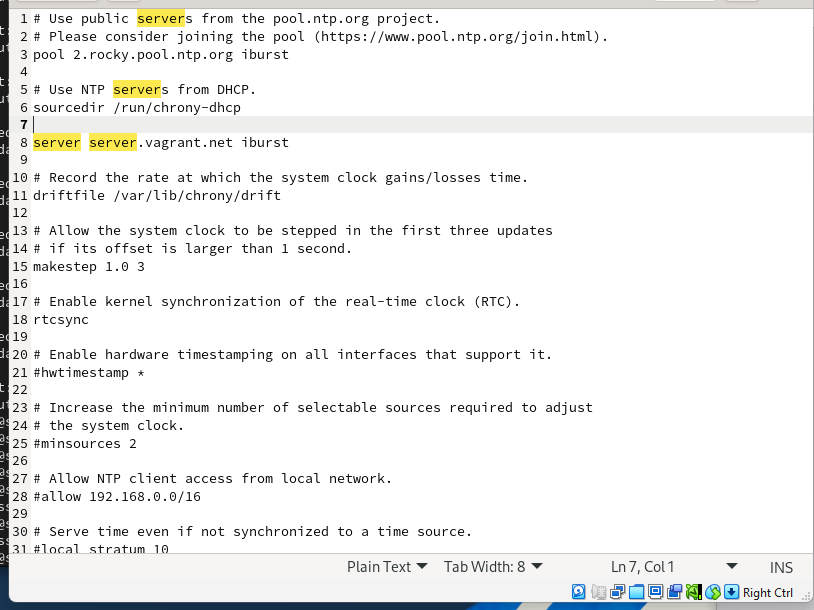 1 # Use public servers from the pool.ntp.org project.
2 # Please consider joining the pool (https://www.pool.ntp.org/join.html).
3 pool 2.rocky.pool.ntp.org iburst
4
5 # Use NTP servers from DHCP.
6 sourcedir /run/chrony-dhcp
7
8 server server.vagrant.net iburst
9
10 # Record the rate at which the system clock gains/losses time.
11 driftfile /var/lib/chrony/drift
12
13 # Allow the system clock to be stepped in the first three updates
14 # if its offset is larger than 1 second.
15 makestep 1.0 3
16
17 # Enable kernel synchronization of the real-time clock (RTC).
18 rtcsync
19
20 # Enable hardware timestamping on all interfaces that support it.
21 #hwtimestamp *
22
23 # Increase the minimum number of selectable sources required to adjust
24 # the system clock.
25 #minsources 2
26
27 # Allow NTP client access from local network.
28 #allow 192.168.0.0/16
29
30 # Serve time even if not synchronized to a time source.
31 #local stratum 10
Plain Text Tab Width: 8 Ln 7, Col 1 INS
Right Ctrl